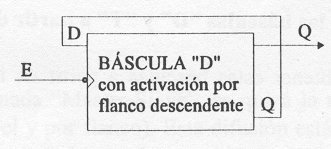 D
Q
E
BÁSCULA "D"
con activación por
flanco descendente
Q